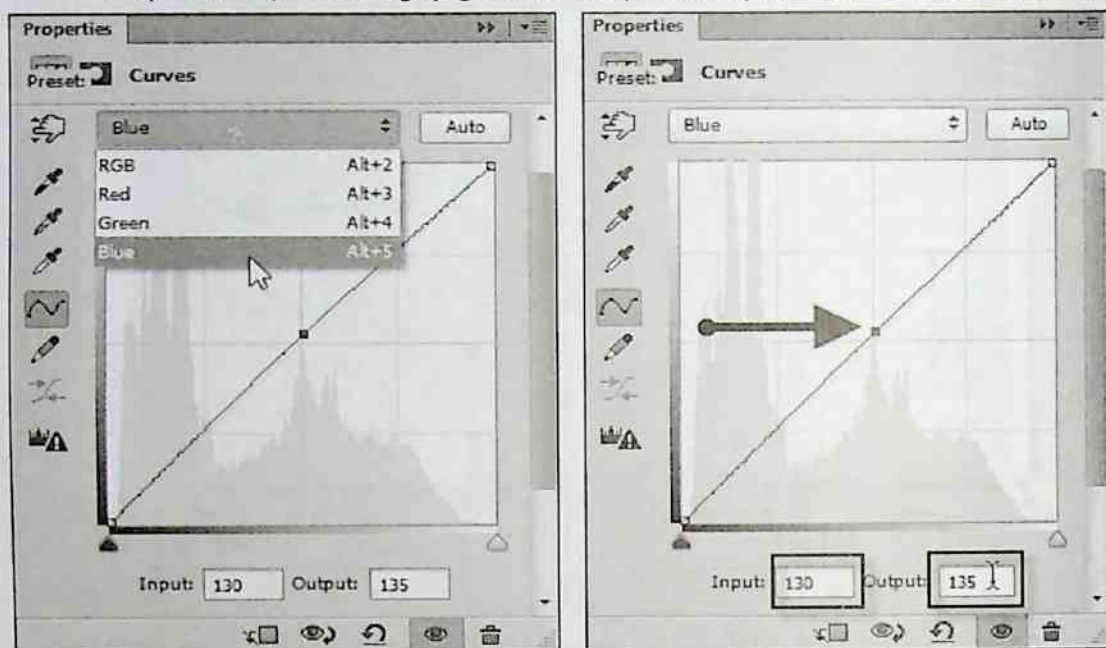 Properties
Preset: Curves
Blue
Auto
RGB Alt+2
Red Alt+3
Green Alt+4
Blue Alt+5
Input: 130 Output: 135
Properties
Preset: Curves
Blue
Auto
Input: 130 Output: 135